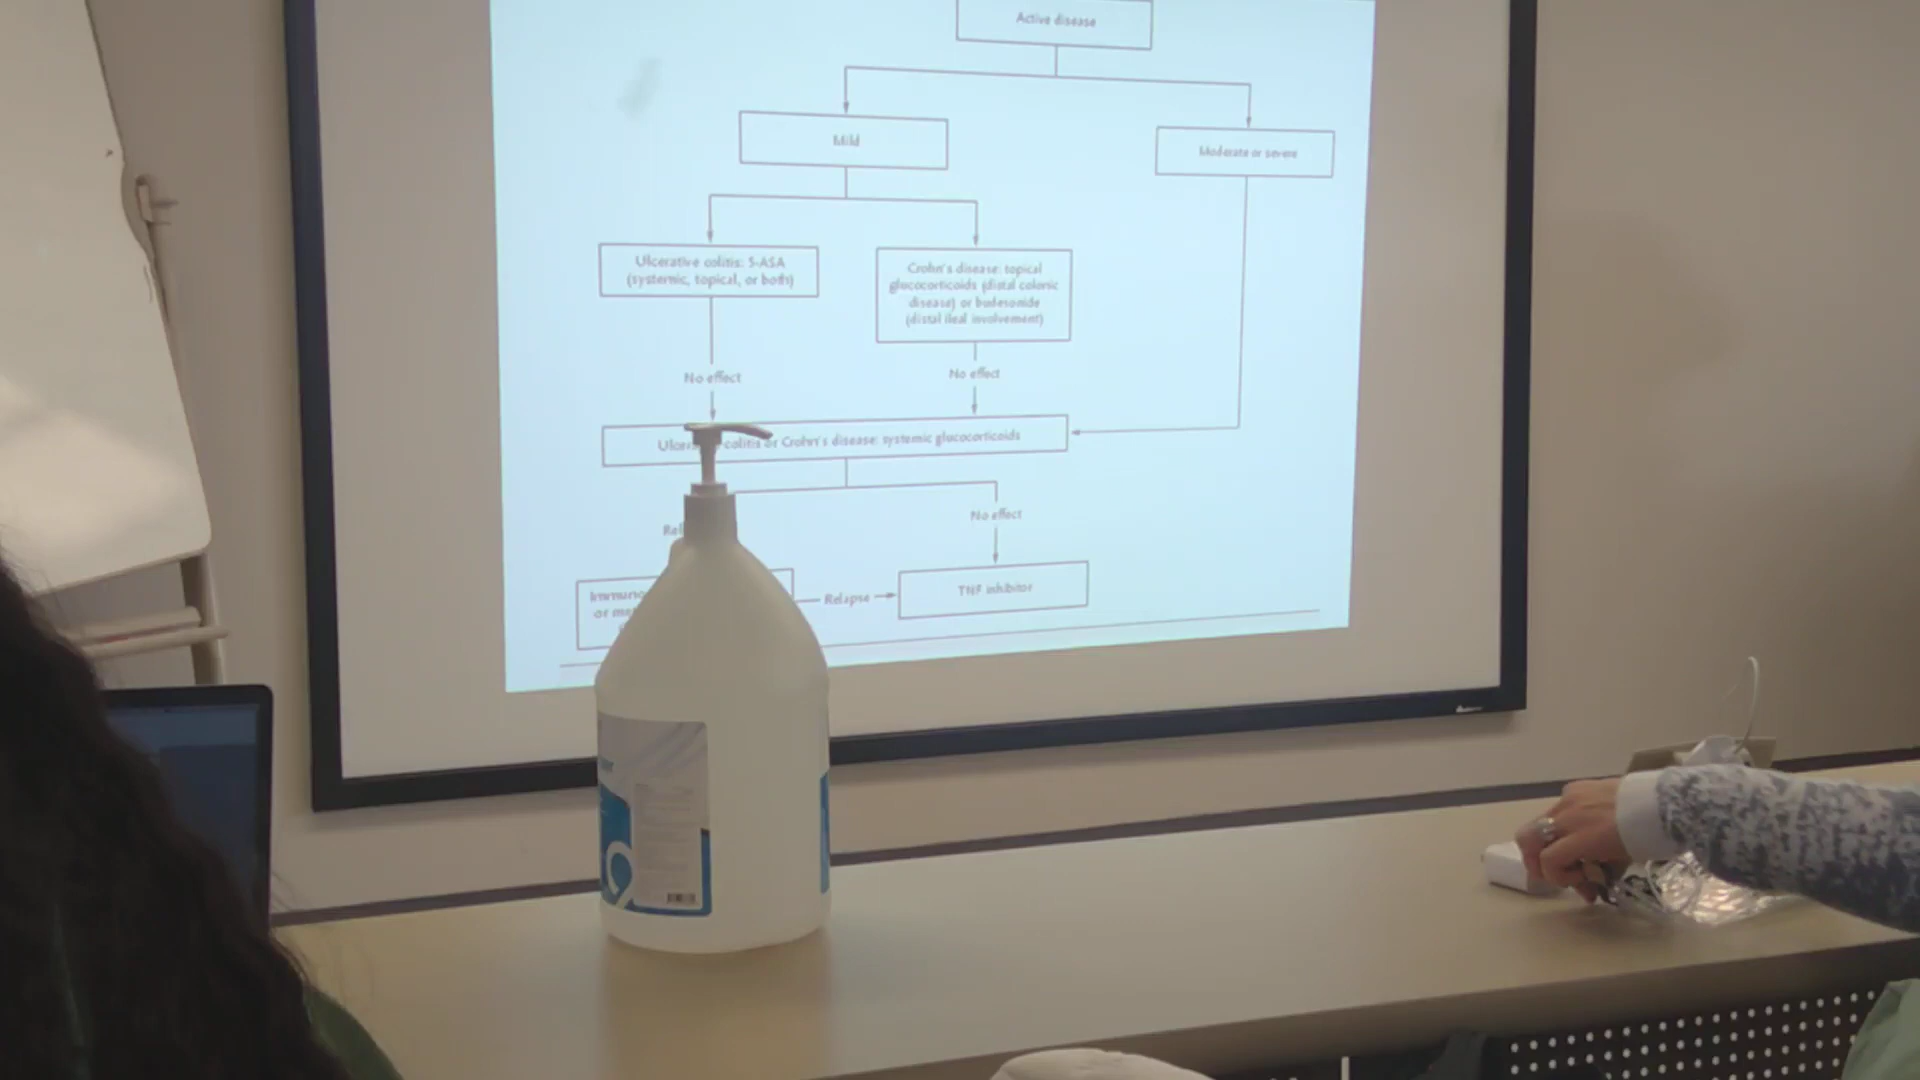 Active disease
Mild
Moderate or severe
Ulcerative colitis: 5-ASA
(systemic, topical, or both)
Crohn's disease: topical
glucocorticoids (distal colonic
disease) or budesonide
(distal ileal involvement)
No effect
No effect
colitis or Crohn's disease: systemic glucocorticoids
No effect
Relapse
TNF inhibitor